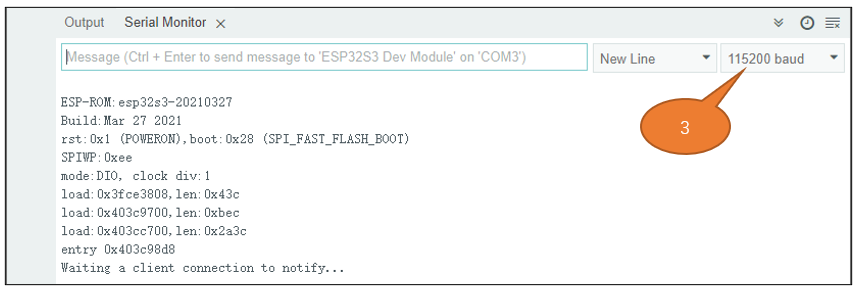 Output Serial Monitor
Message (Ctrl + Enter to send message to 'ESP32S3 Dev Module' on 'COM3') New Line 115200 baud
3
ESP-ROM:esp32s3-20210327
Build:Mar 27 2021
rst:0x1 (POWERON),boot:0x28 (SPI_FAST_FLASH_BOOT)
SPIWP:0xee
mode:DIO, clock div:1
load:0x3fce3808,len:0x43c
load:0x403c9700,len:0xbec
load:0x403cc700,len:0x2a3c
entry 0x403c98d8
Waiting a client connection to notify...